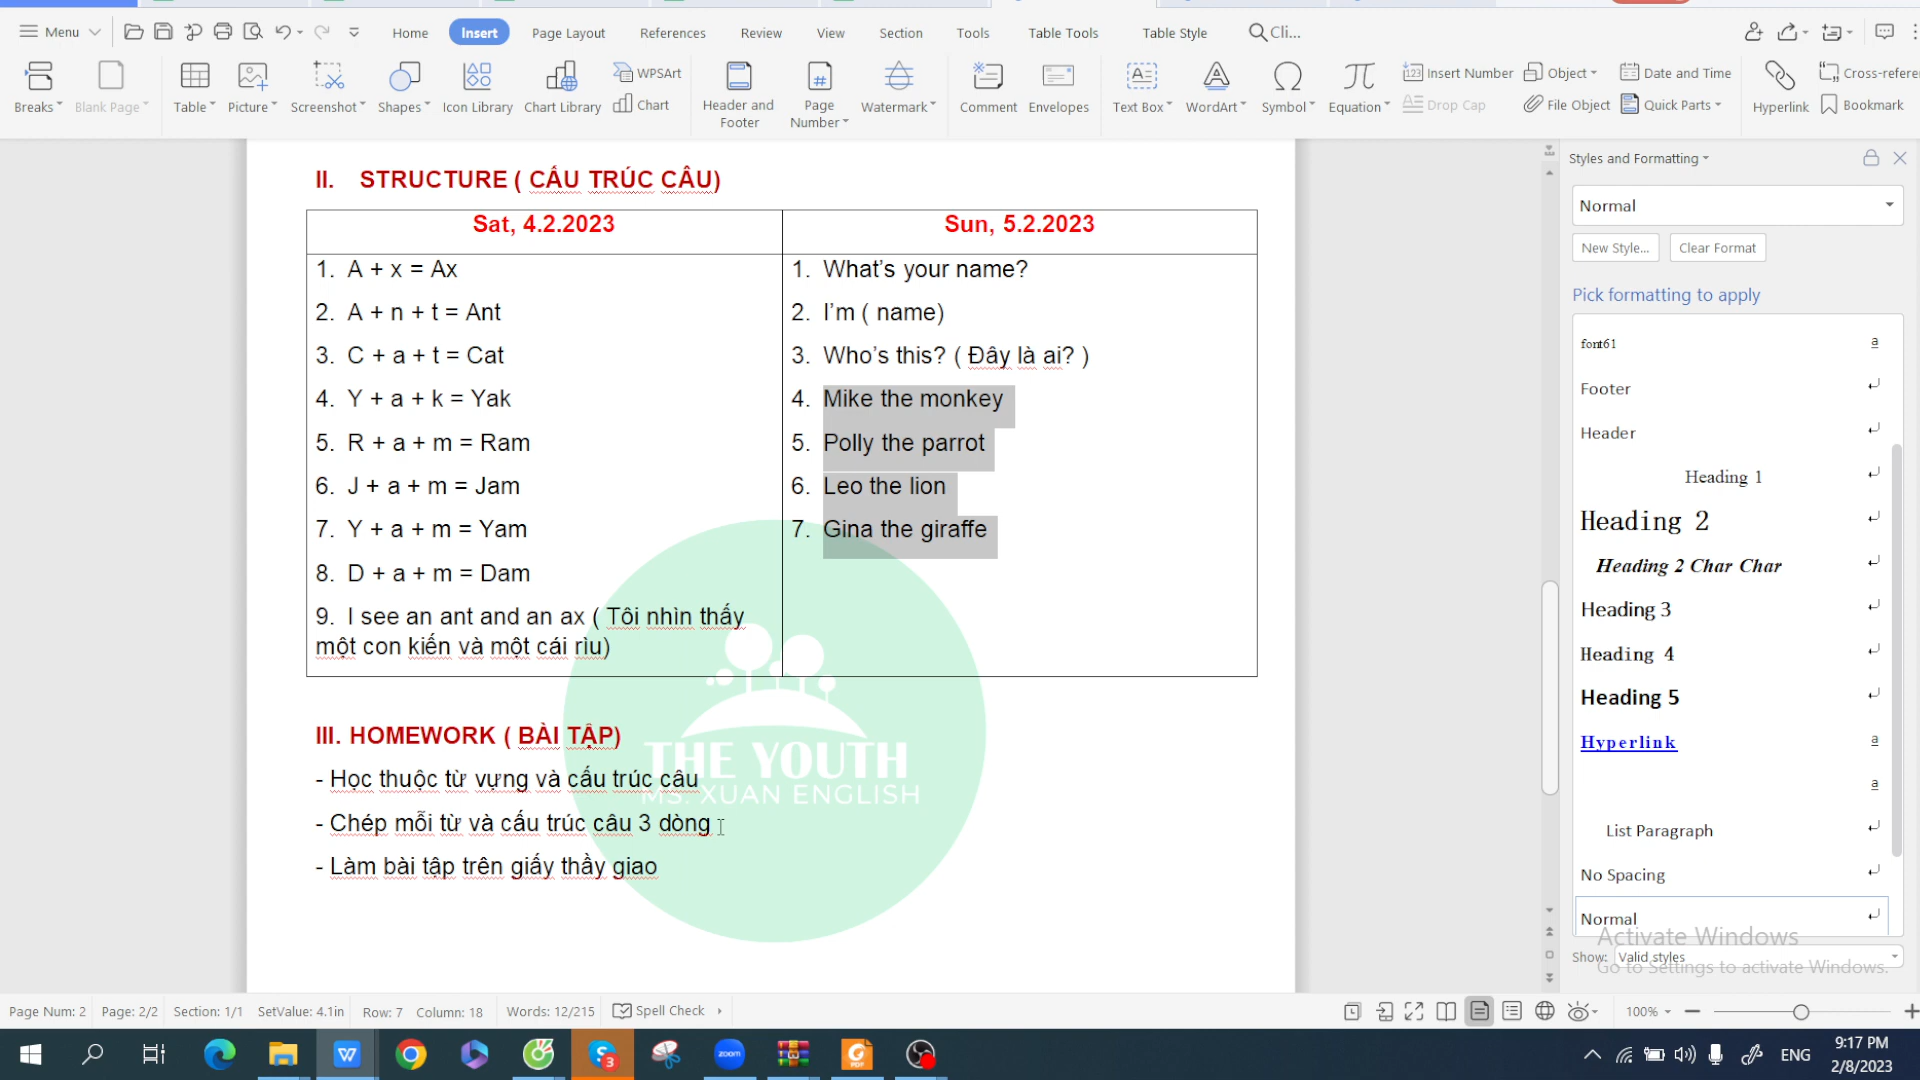 Menu
Home
Insert
Page Layout
References
Review
View
Section
Tools
Table Tools
Table Style
Cli...
Breaks
Blank Page
Table
Picture
Screenshot
Shapes
Icon Library
Chart Library
WPSArt
Chart
Header and Footer
Page Number
Watermark
Comment
Envelopes
Text Box
WordArt
Symbol
Equation
Insert Number
Drop Cap
Object
File Object
Date and Time
Quick Parts
Hyperlink
Cross-refere
Bookmark
II. STRUCTURE ( CẤU TRÚC CÂU)
Sat, 4.2.2023
1. A + x = Ax
2. A + n + t = Ant
3. C + a + t = Cat
4. Y + a + k = Yak
5. R + a + m = Ram
6. J + a + m = Jam
7. Y + a + m = Yam
8. D + a + m = Dam
9. I see an ant and an ax ( Tôi nhìn thấy
một con kiến và một cái rìu)
Sun, 5.2.2023
1. What's your name?
2. I'm ( name)
3. Who's this? ( Đây là ai? )
4. Mike the monkey
5. Polly the parrot
6. Leo the lion
7. Gina the giraffe
III. HOMEWORK ( BÀI TẬP)
- Học thuộc từ vựng và cấu trúc câu
- Chép mỗi từ và cấu trúc câu 3 dòng
- Làm bài tập trên giấy thầy giao
THE YOUTH
MS. XUAN ENGLISH
Styles and Formatting
Normal
New Style...
Clear Format
Pick formatting to apply
font61
Footer
Header
Heading 1
Heading 2
Heading 2 Char Char
Heading 3
Heading 4
Heading 5
Hyperlink
List Paragraph
No Spacing
Normal
Show: Valid styles
Activate Windows
Go to Settings to activate Windows.
Page Num: 2
Page: 2/2
Section: 1/1
SetValue: 4.1in
Row: 7
Column: 18
Words: 12/215
Spell Check
100%
zoom
ENG
9:17 PM
2/8/2023